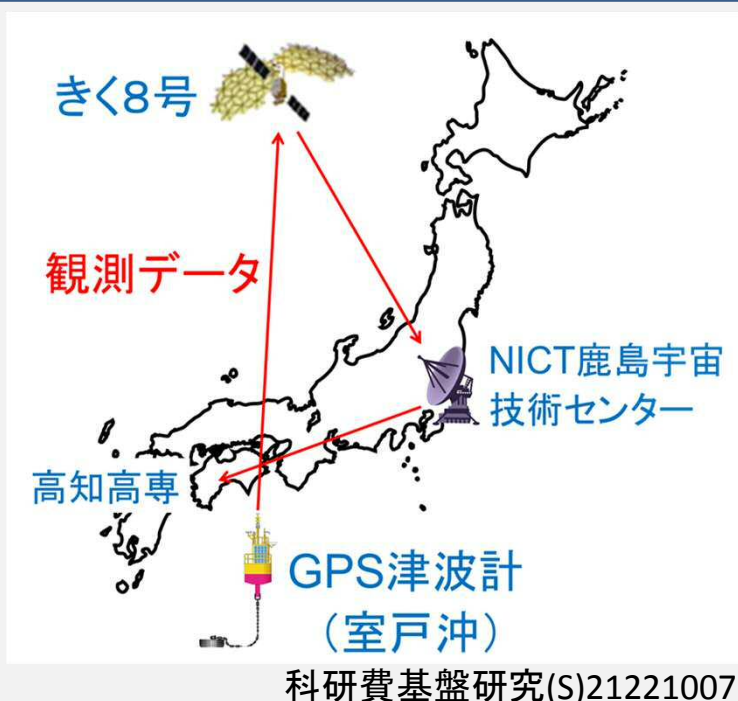 きく8号
観測データ
NICT鹿島宇宙
技術センター
高知高専
GPS津波計
（室戸沖）
科研費基盤研究(S)21221007